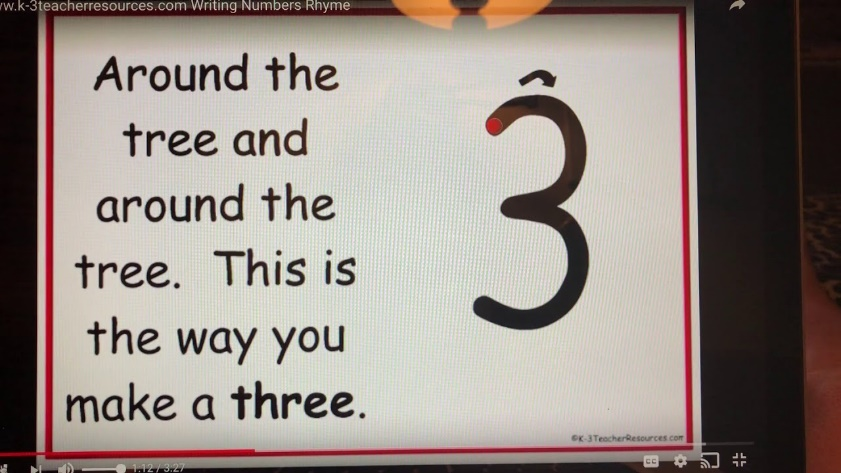 w.k-3teacherresources.com Writing Numbers Rhyme
Around the
tree and
around the
tree. This is
the way you
make a three.
3
©K-3TeacherResources.com
1:12 / 3:27
CC